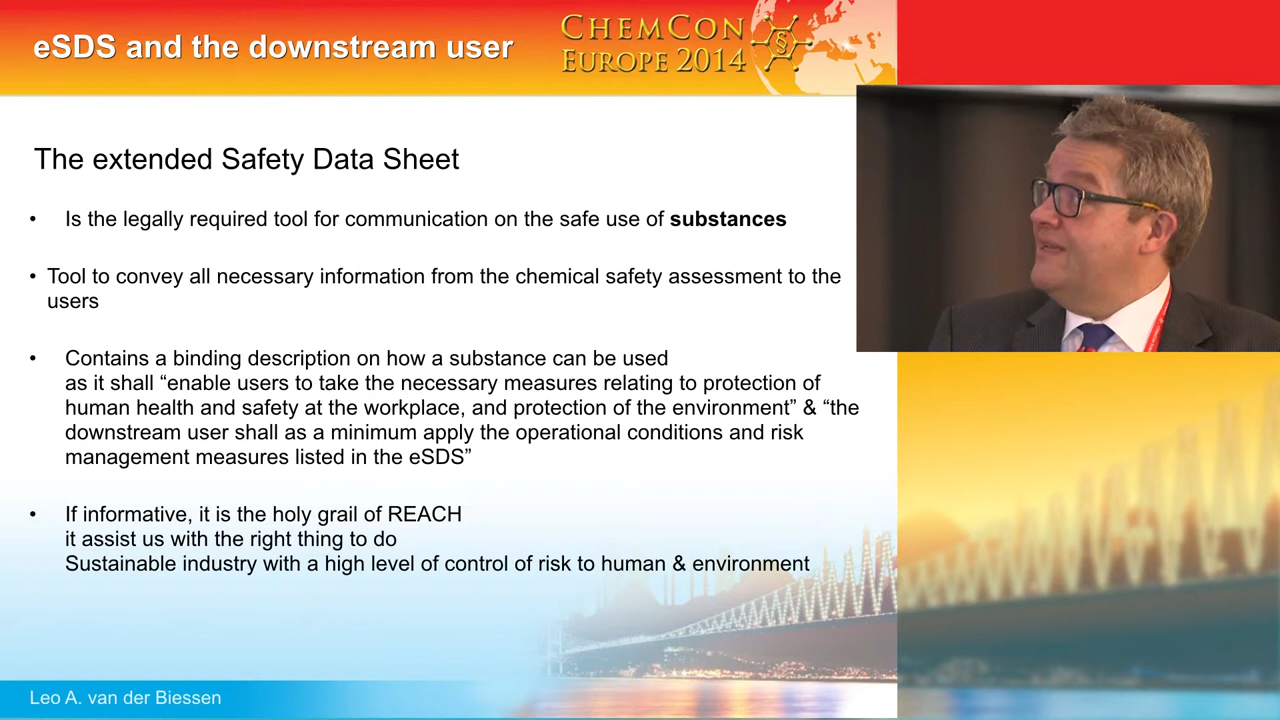 eSDS and the downstream user
CHEMCON
EUROPE 2014
§
The extended Safety Data Sheet
• Is the legally required tool for communication on the safe use of substances
• Tool to convey all necessary information from the chemical safety assessment to the
users
• Contains a binding description on how a substance can be used
as it shall “enable users to take the necessary measures relating to protection of
human health and safety at the workplace, and protection of the environment” & “the
downstream user shall as a minimum apply the operational conditions and risk
management measures listed in the eSDS”
• If informative, it is the holy grail of REACH
it assist us with the right thing to do
Sustainable industry with a high level of control of risk to human & environment
Leo A. van der Biessen